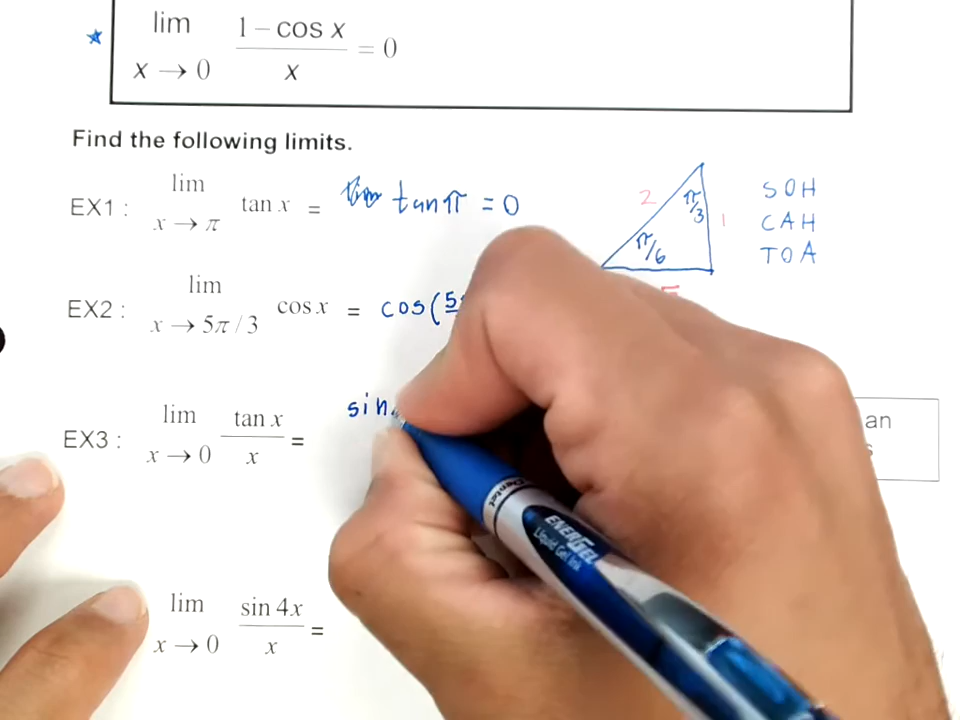 lim 1 − cos x = 0
x → 0 x
Find the following limits.
EX1 : lim x → π tan x = tan π = 0
2 π/3 1
π/6
SOH
CAH
TOA
EX2 : lim x → 5π / 3 cos x = cos(5
EX3 : lim x → 0 tan x / x = sin
an
lim x → 0 sin 4x / x =
Pentel
ENERGEL
Liquid Gel Ink